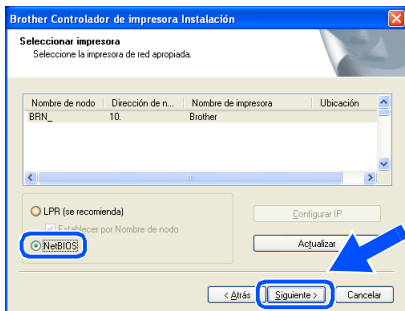 Brother Controlador de impresora Instalación
Seleccionar impresora
Seleccione la impresora de red apropiada.
Nombre de nodo Dirección de n... Nombre de impresora Ubicación
BRN_ 10. Brother
LPR (se recomienda)
Establecer por Nombre de nodo
NetBIOS
Configurar IP
Actualizar
< Atrás Siguiente > Cancelar